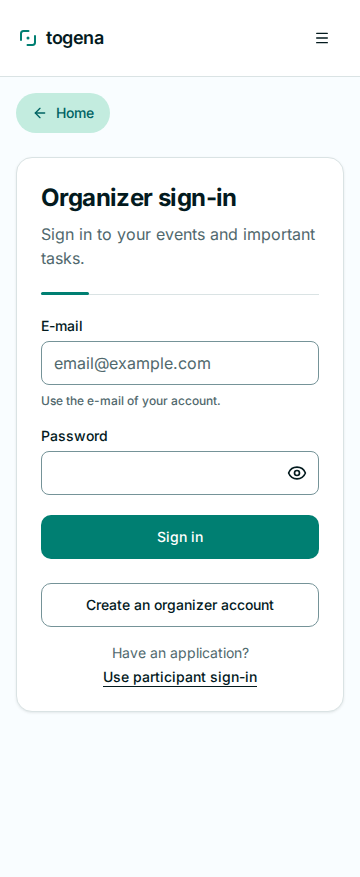 togena
Home
Organizer sign-in
Sign in to your events and important
tasks.
E-mail
email@example.com
Use the e-mail of your account.
Password
Sign in
Create an organizer account
Have an application?
Use participant sign-in